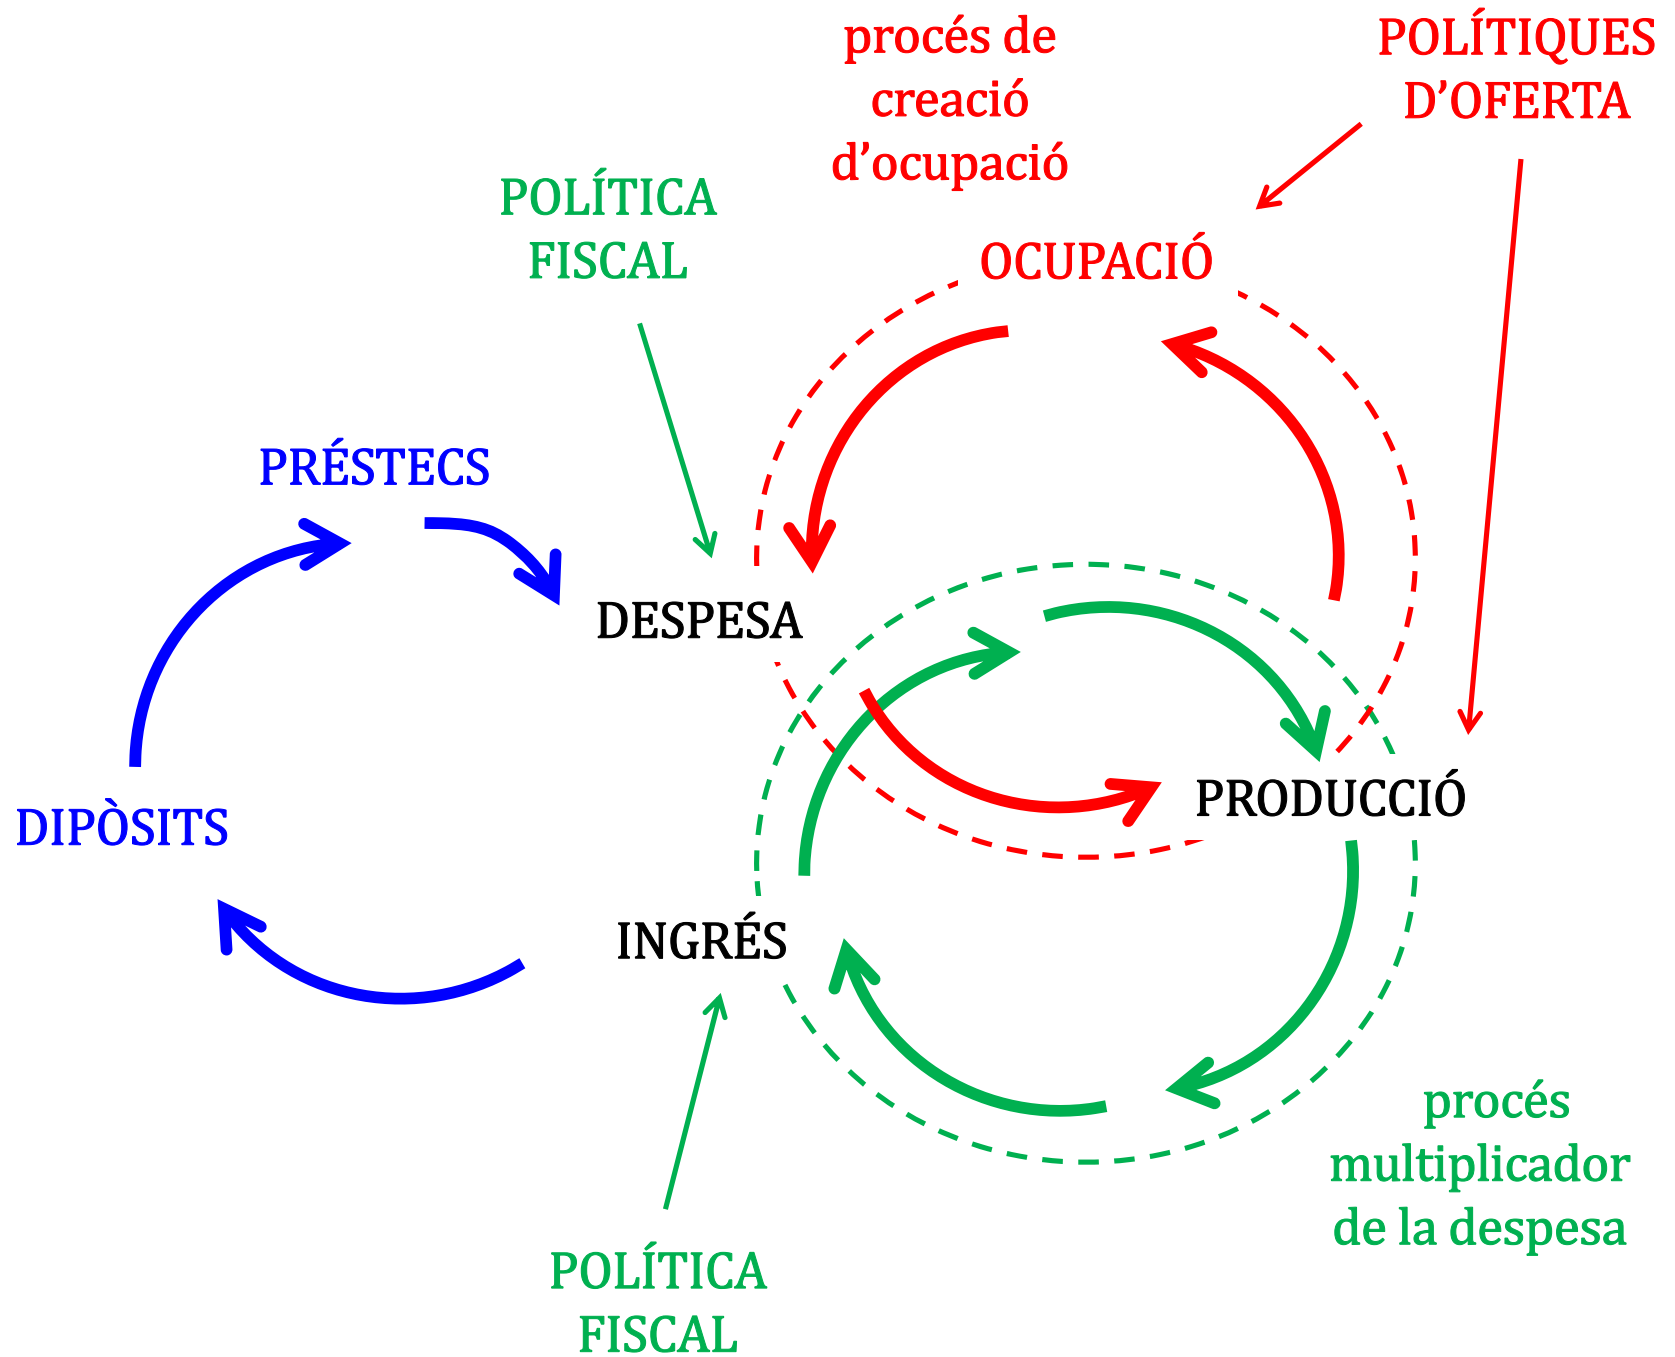 procés de
creació
d’ocupació
POLÍTIQUES
D’OFERTA
POLÍTICA
FISCAL
OCUPACIÓ
PRÉSTECS
DESPESA
DIPÒSITS
PRODUCCIÓ
INGRÉS
procés
multiplicador
de la despesa
POLÍTICA
FISCAL